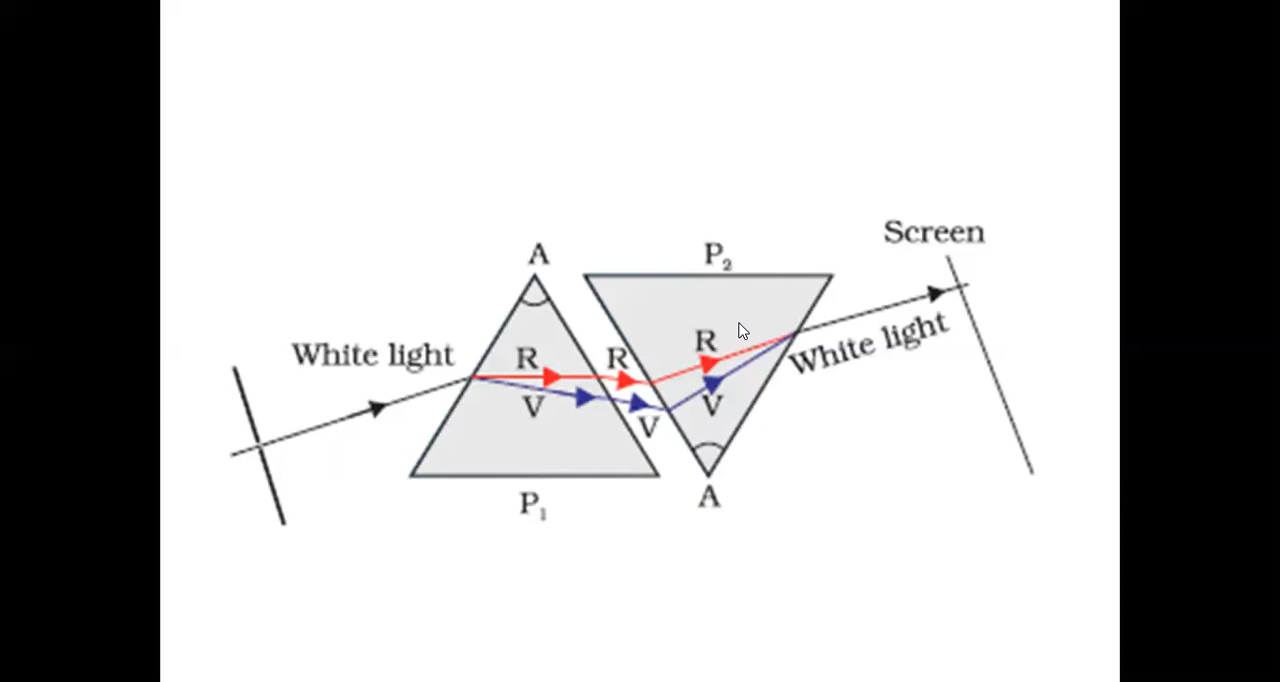 Screen
A
P₂
White light
R
R
R
V
V
V
White light
A
P₁